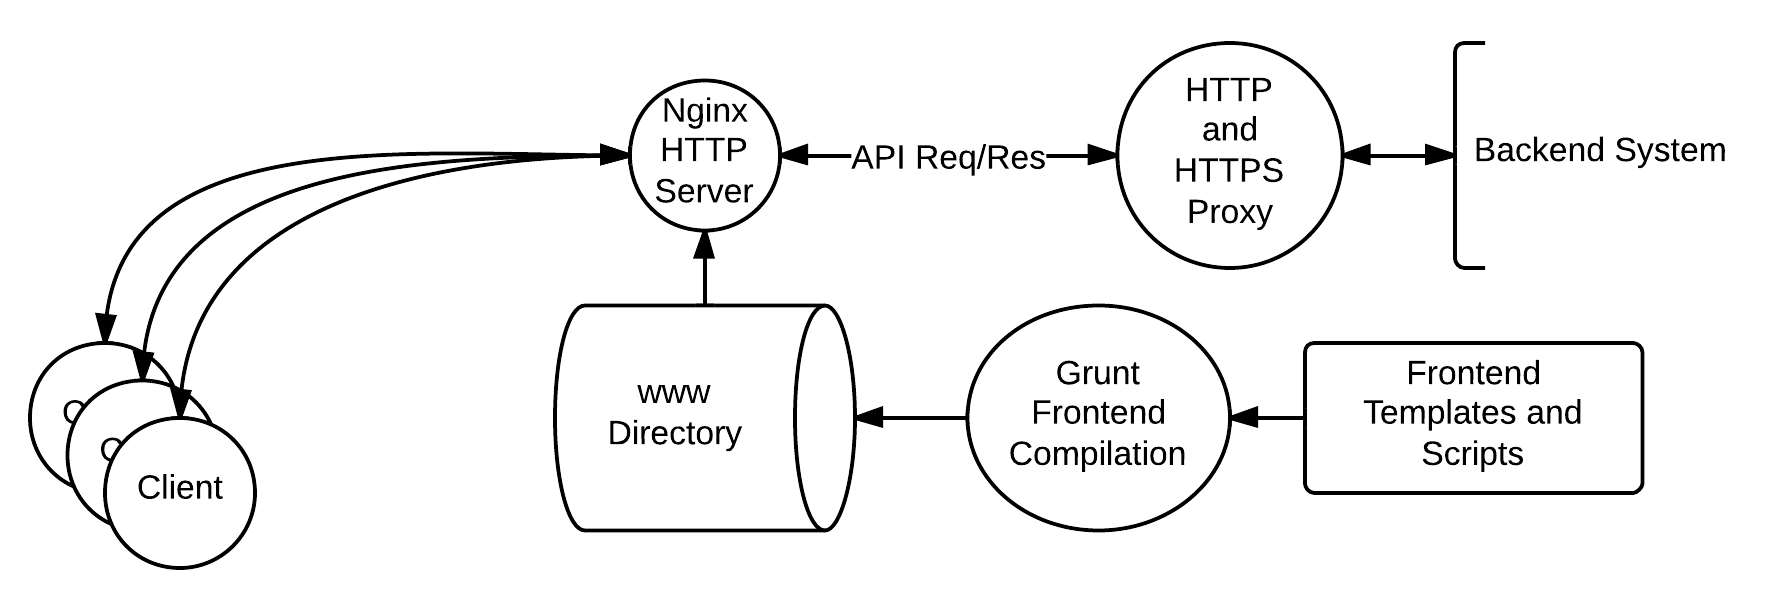 Nginx
HTTP
Server
API Req/Res
HTTP
and
HTTPS
Proxy
Backend System
www
Directory
Grunt
Frontend
Compilation
Frontend
Templates and
Scripts
Client